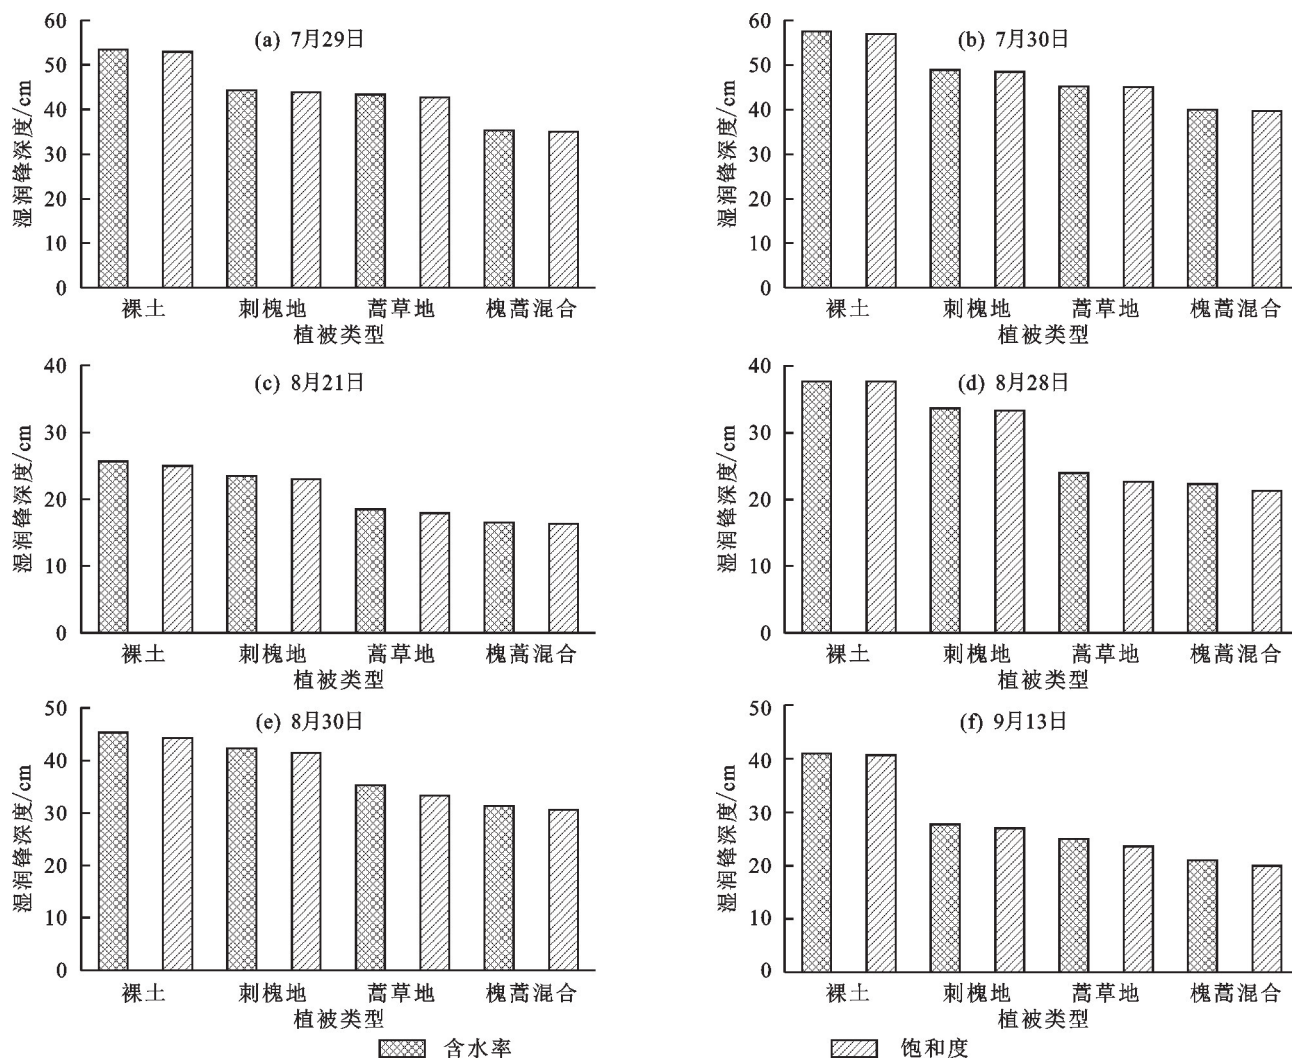 (a) 7月29日
湿润锋深度/cm
60
50
40
30
20
10
0
裸土 刺槐地 蒿草地 槐蒿混合
植被类型
(b) 7月30日
湿润锋深度/cm
60
50
40
30
20
10
0
裸土 刺槐地 蒿草地 槐蒿混合
植被类型
(c) 8月21日
湿润锋深度/cm
40
30
20
10
0
裸土 刺槐地 蒿草地 槐蒿混合
植被类型
(d) 8月28日
湿润锋深度/cm
40
30
20
10
0
裸土 刺槐地 蒿草地 槐蒿混合
植被类型
(e) 8月30日
湿润锋深度/cm
50
40
30
20
10
0
裸土 刺槐地 蒿草地 槐蒿混合
植被类型
(f) 9月13日
湿润锋深度/cm
50
40
30
20
10
0
裸土 刺槐地 蒿草地 槐蒿混合
植被类型
含水率 饱和度